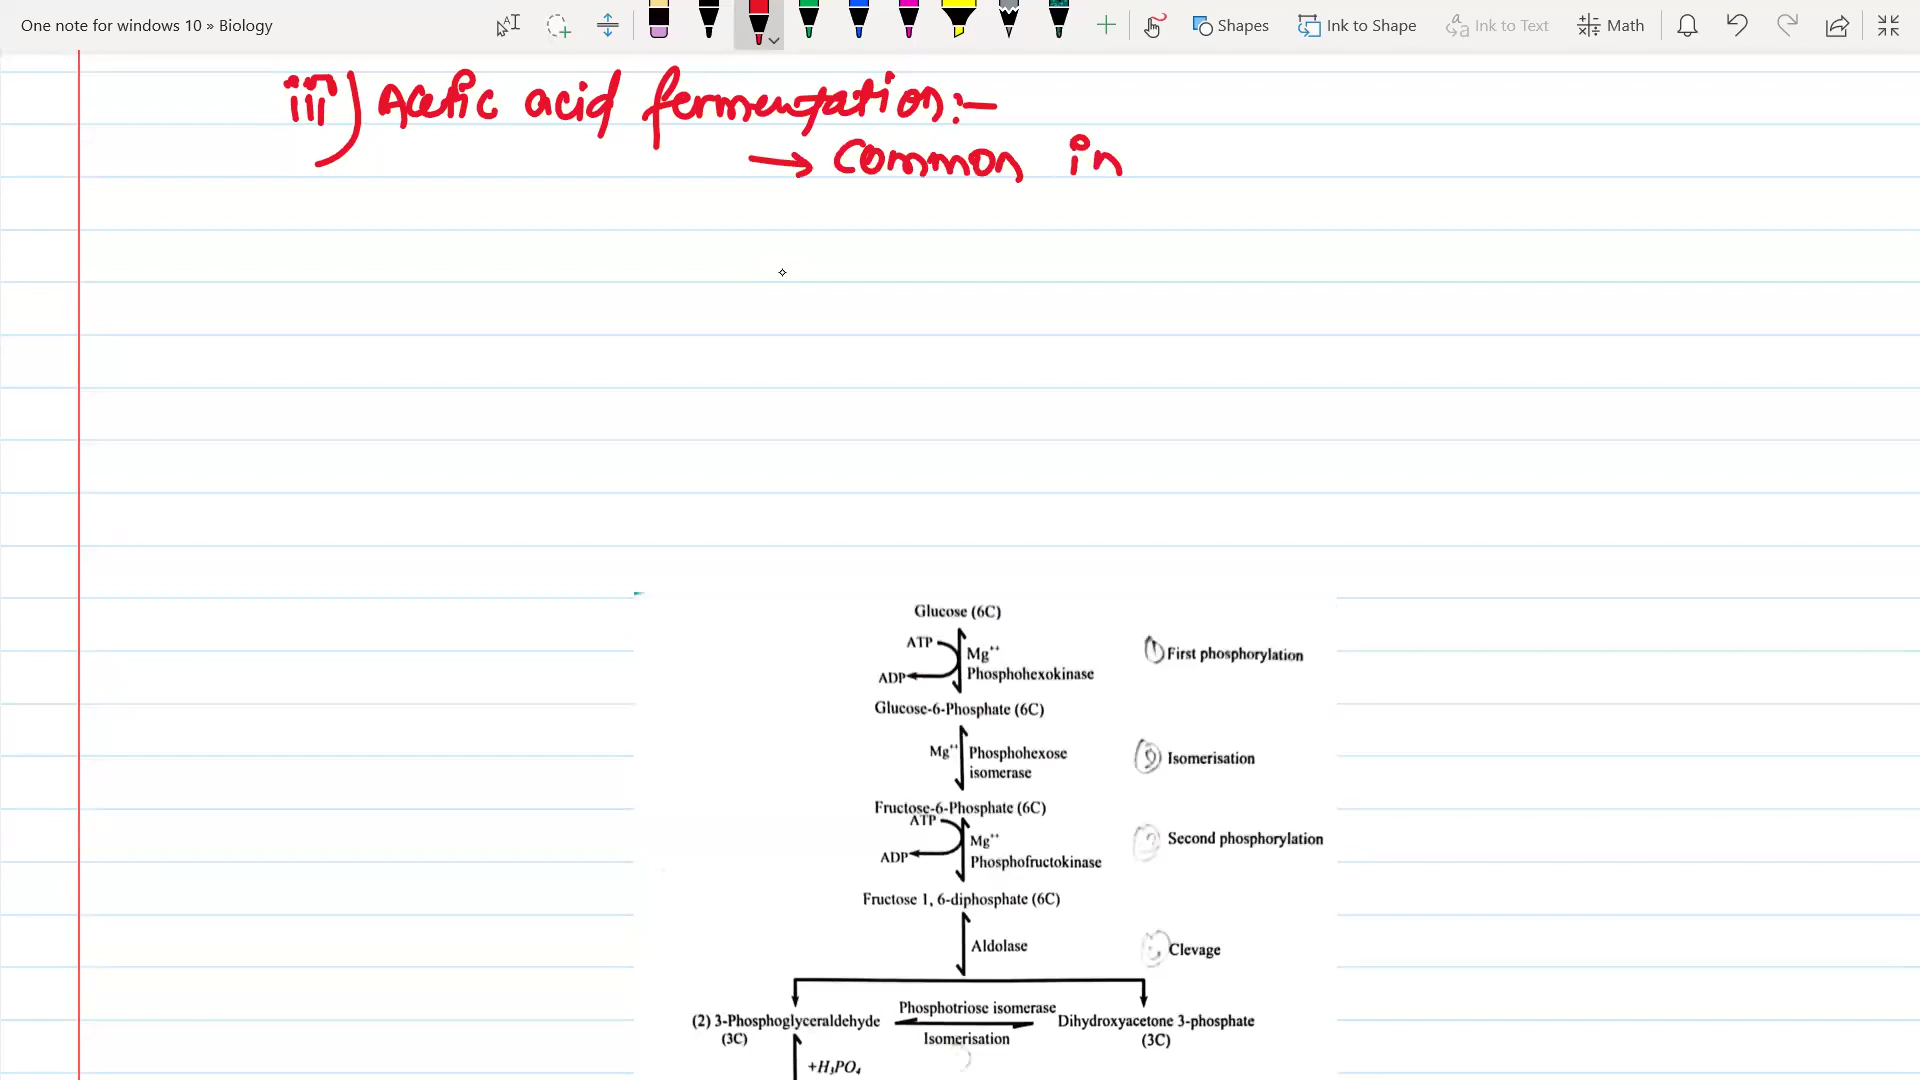 One note for windows 10 » Biology
Shapes
Ink to Shape
Ink to Text
Math
iii) Acetic acid fermentation:-
→ Common in
Glucose (6C)
ATP
Mg++
ADP
Phosphohexokinase
① First phosphorylation
Glucose-6-Phosphate (6C)
Mg++
Phosphohexose
isomerase
② Isomerisation
Fructose-6-Phosphate (6C)
ATP
Mg++
ADP
Phosphofructokinase
Second phosphorylation
Fructose 1, 6-diphosphate (6C)
Aldolase
Clevage
Phosphotriose isomerase
(2) 3-Phosphoglyceraldehyde
(3C)
Isomerisation
Dihydroxyacetone 3-phosphate
(3C)
+H₃PO₄